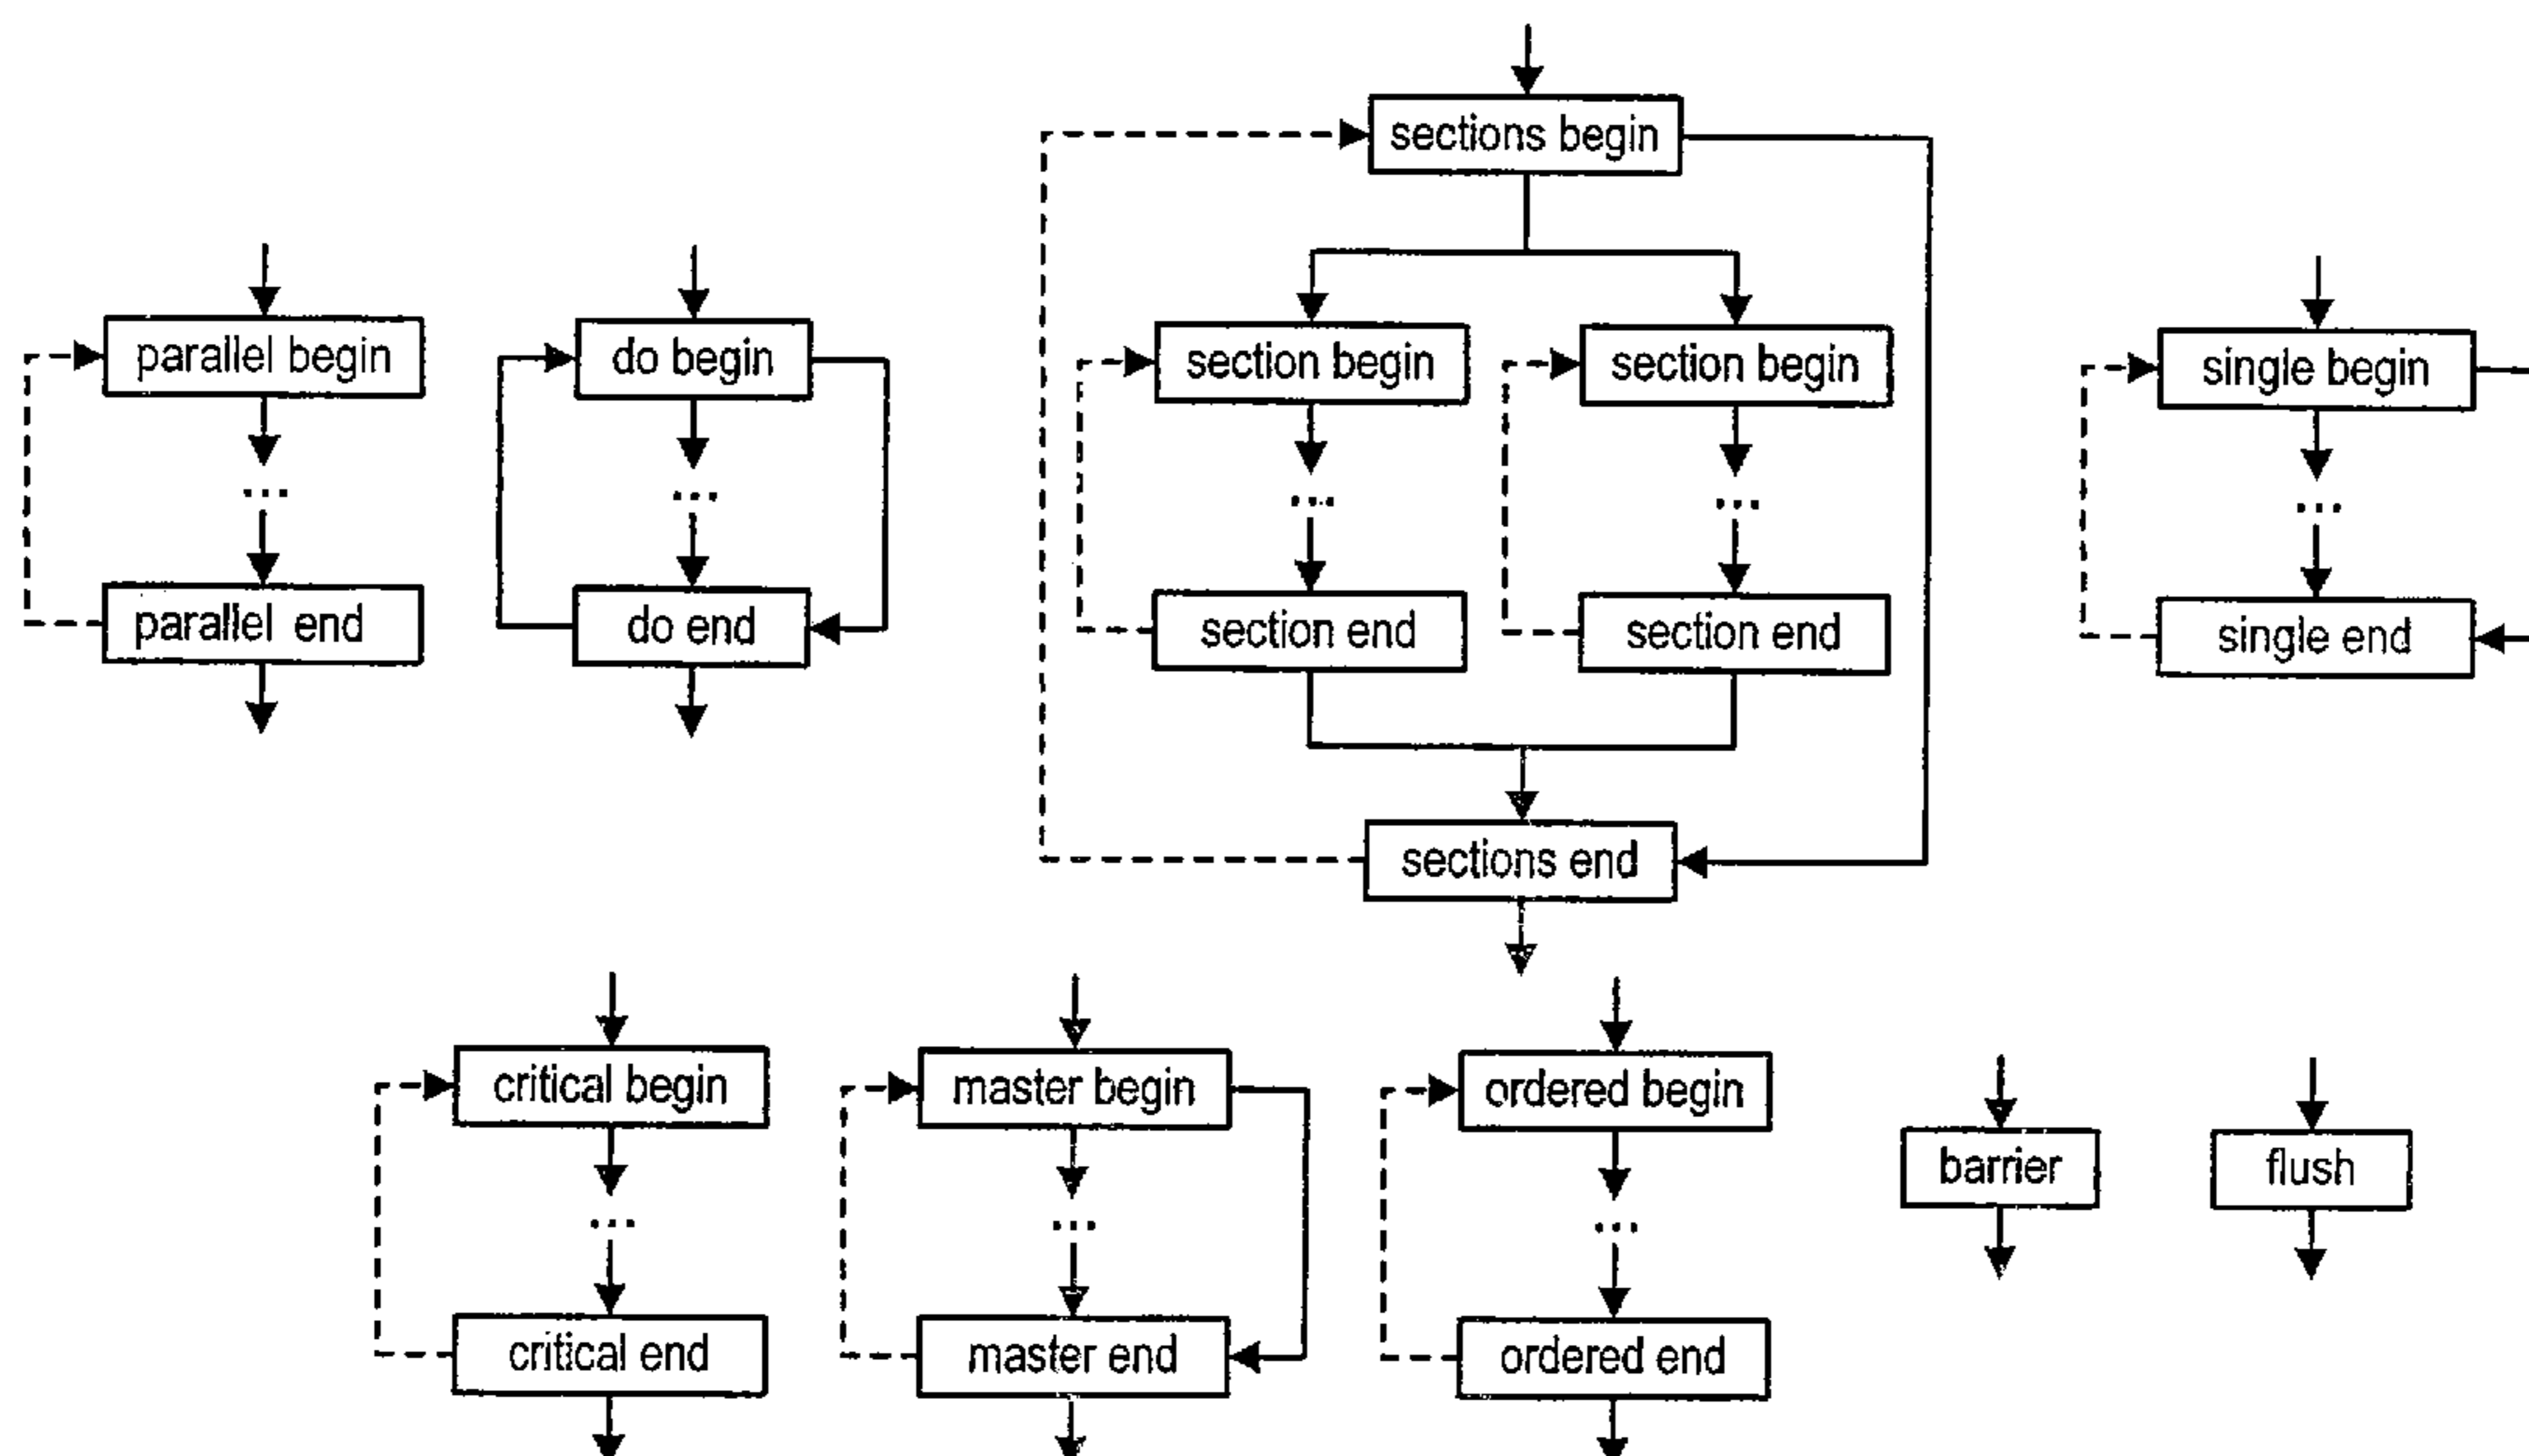 sections begin
parallel begin
do begin
section begin
section begin
single begin
...
...
...
...
...
parallel end
do end
section end
section end
single end
sections end
critical begin
master begin
ordered begin
barrier
flush
...
...
...
critical end
master end
ordered end